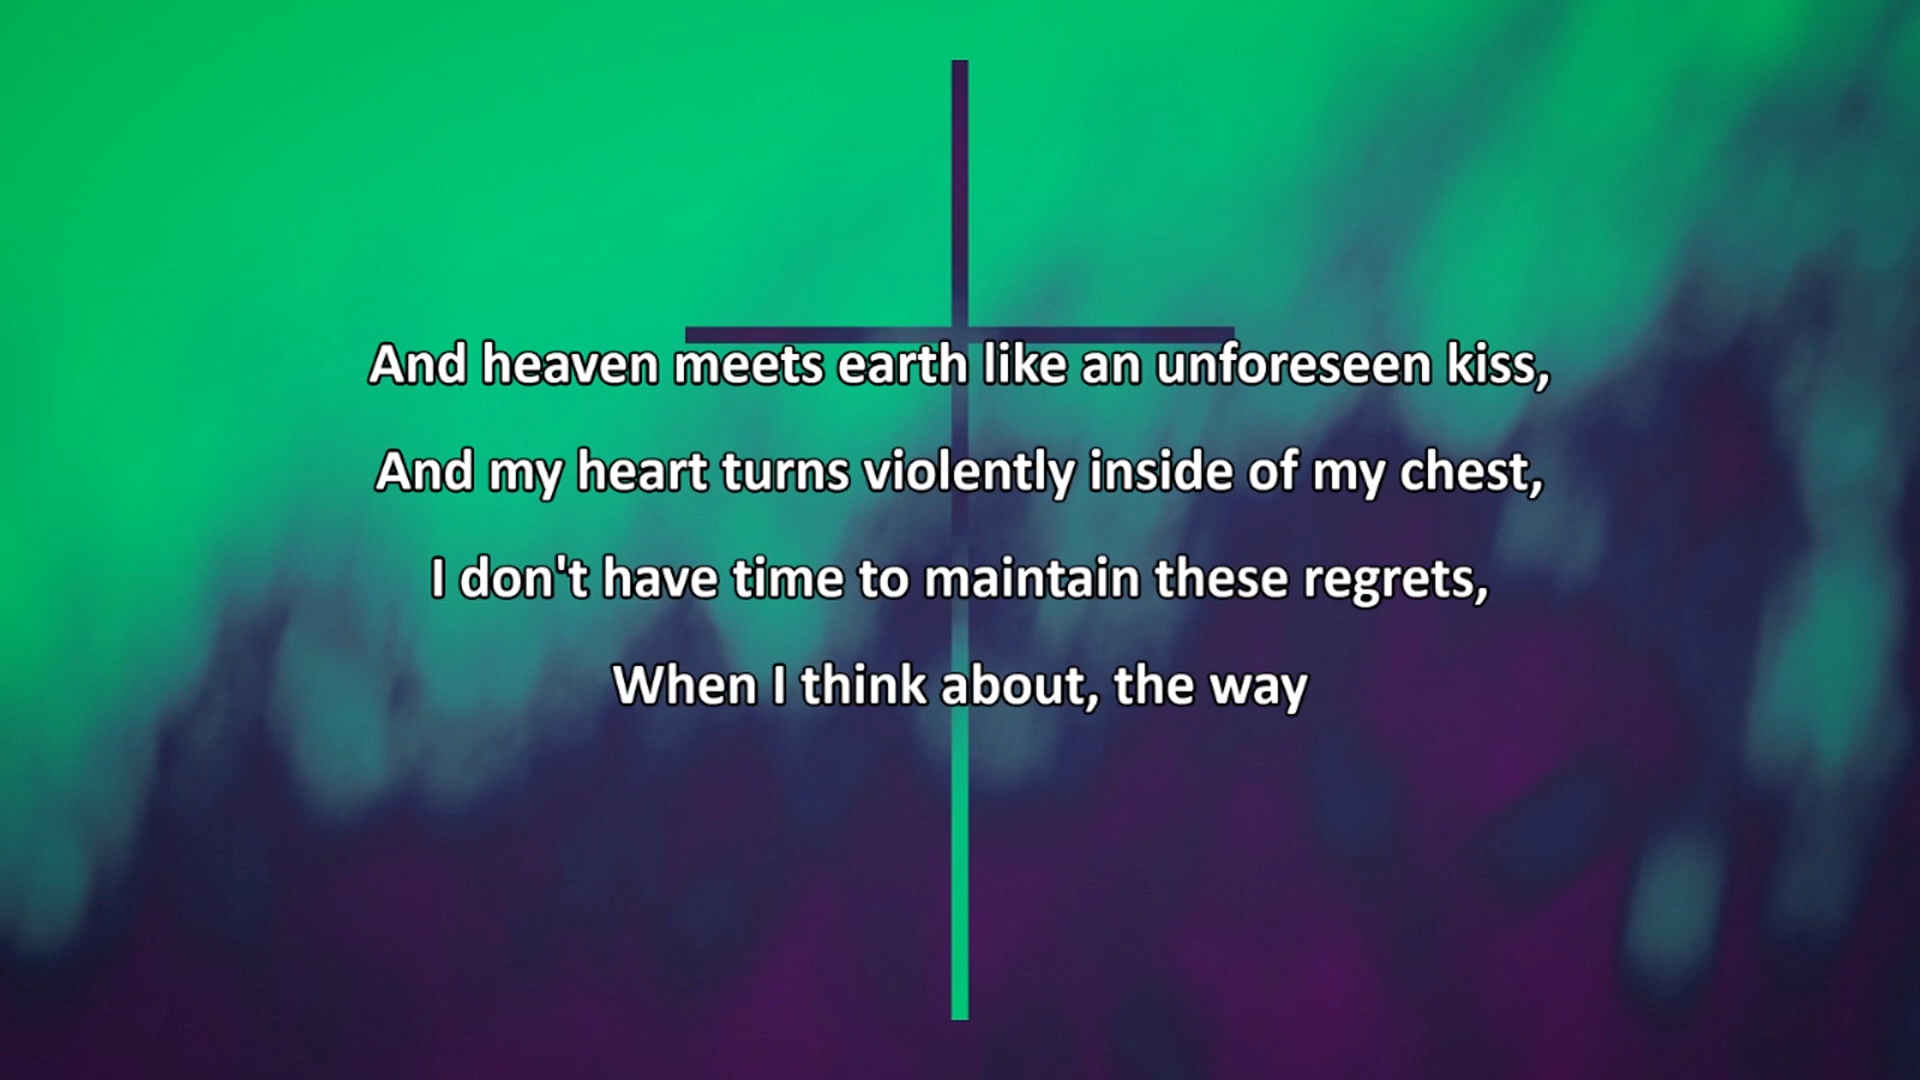 And heaven meets earth like an unforeseen kiss,
And my heart turns violently inside of my chest,
I don't have time to maintain these regrets,
When I think about, the way